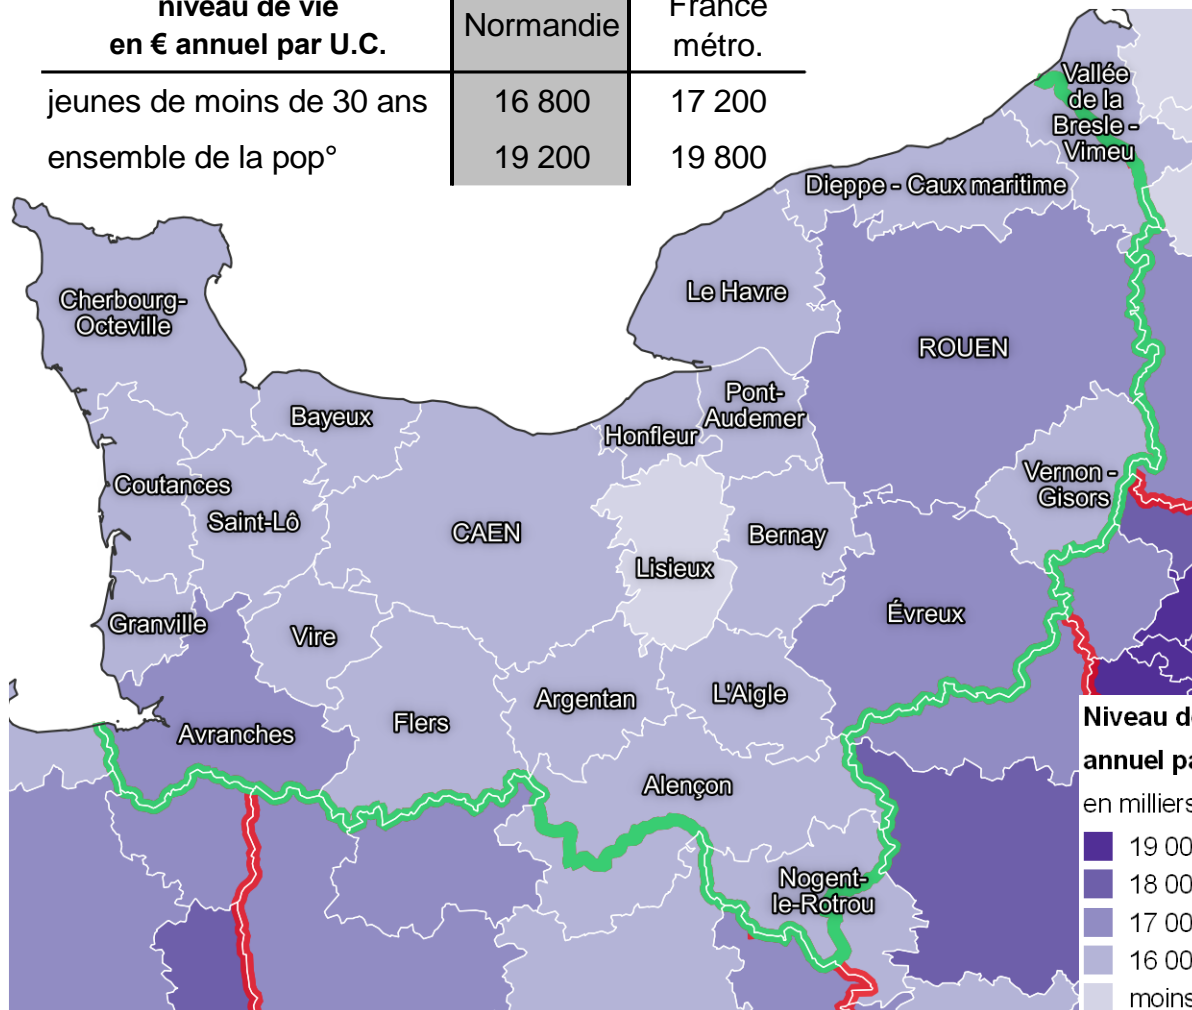 niveau de vie
en € annuel par U.C.
Normandie
France
métro.
jeunes de moins de 30 ans 16 800 17 200
ensemble de la pop° 19 200 19 800
Vallée
de la
Bresle -
Vimeu
Dieppe - Caux maritime
Cherbourg-
Octeville
Le Havre
ROUEN
Bayeux
Pont-
Audemer
Honfleur
Coutances
Saint-Lô
CAEN
Vernon -
Gisors
Bernay
Lisieux
Granville
Vire
Évreux
Avranches
Flers
Argentan
L'Aigle
Alençon
Nogent-
le-Rotrou
Niveau de
annuel pa
en milliers
19 00
18 00
17 00
16 00
moins